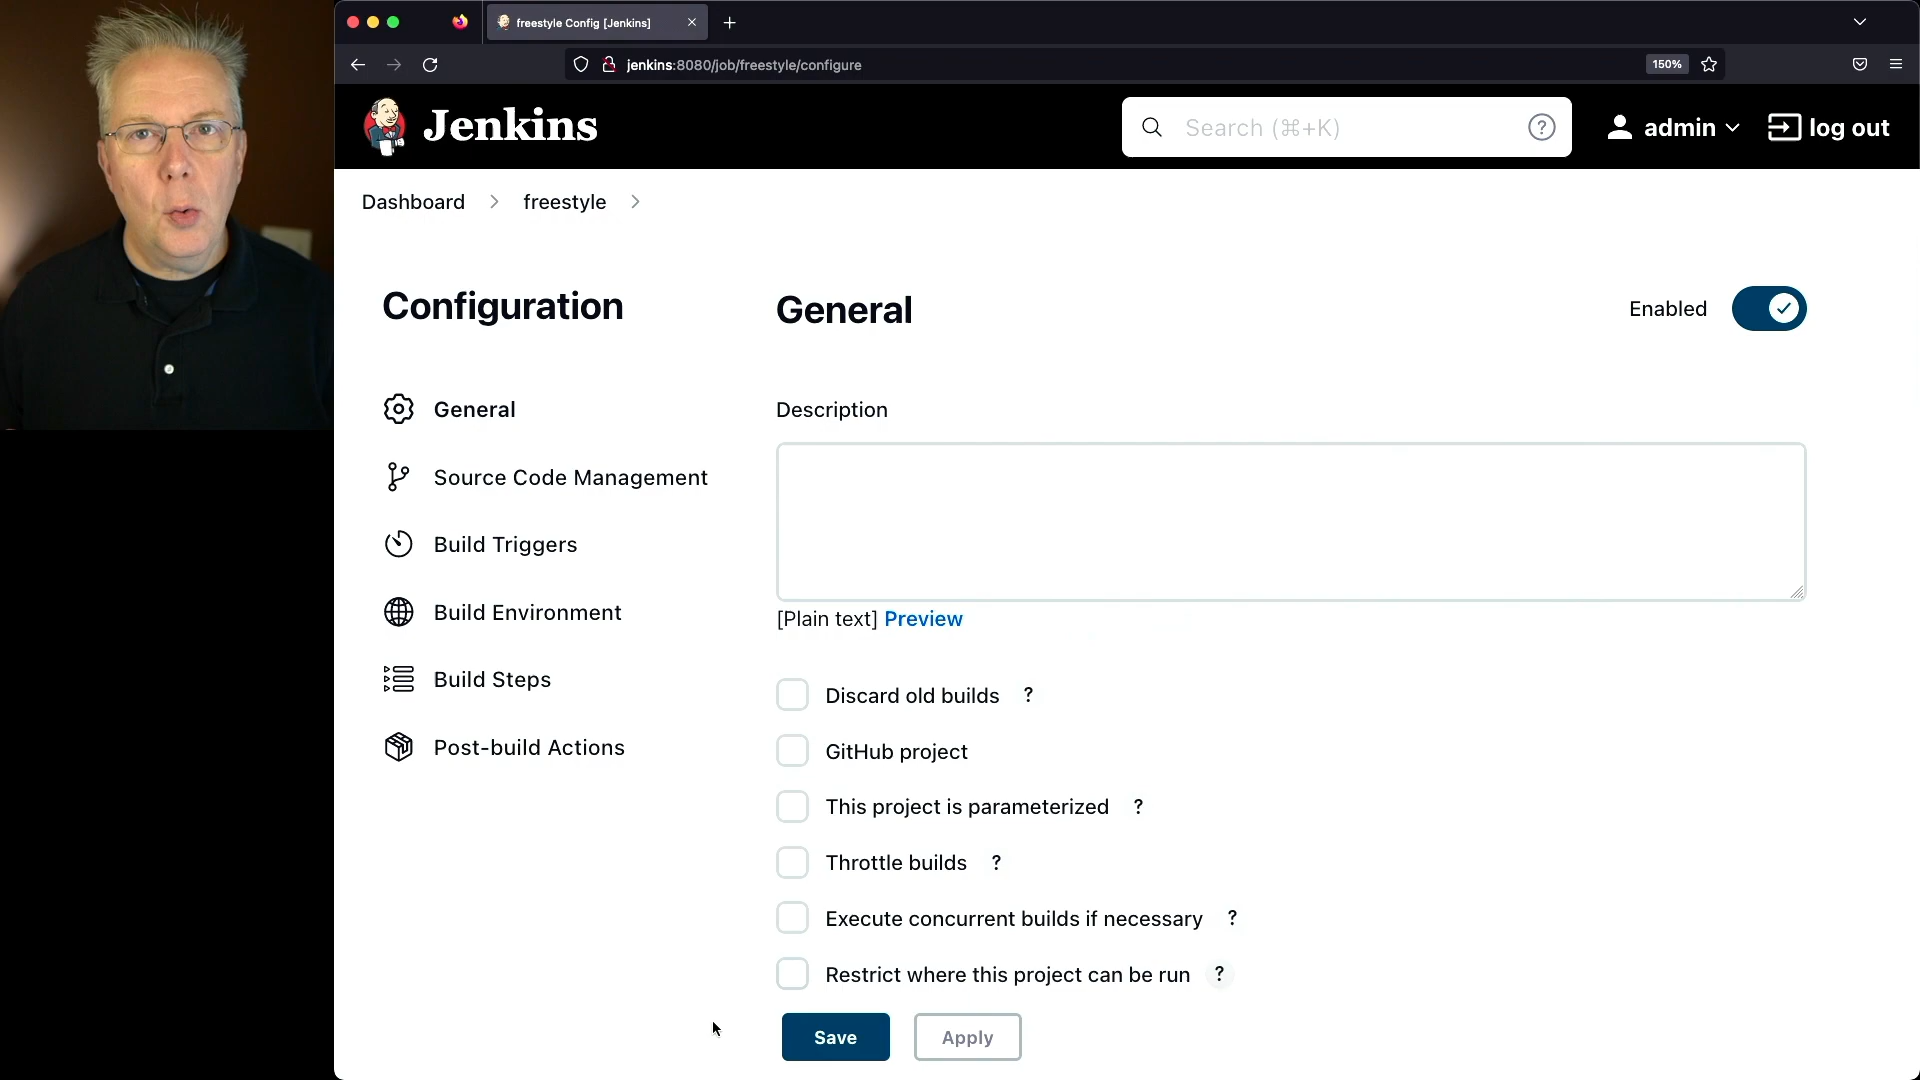 freestyle Config [Jenkins]
jenkins:8080/job/freestyle/configure
150%
Jenkins
Search (⌘+K)
?
admin
log out
Dashboard
freestyle
Configuration
General
Source Code Management
Build Triggers
Build Environment
Build Steps
Post-build Actions
General
Enabled
Description
[Plain text] Preview
Discard old builds ?
GitHub project
This project is parameterized ?
Throttle builds ?
Execute concurrent builds if necessary ?
Restrict where this project can be run ?
Save
Apply